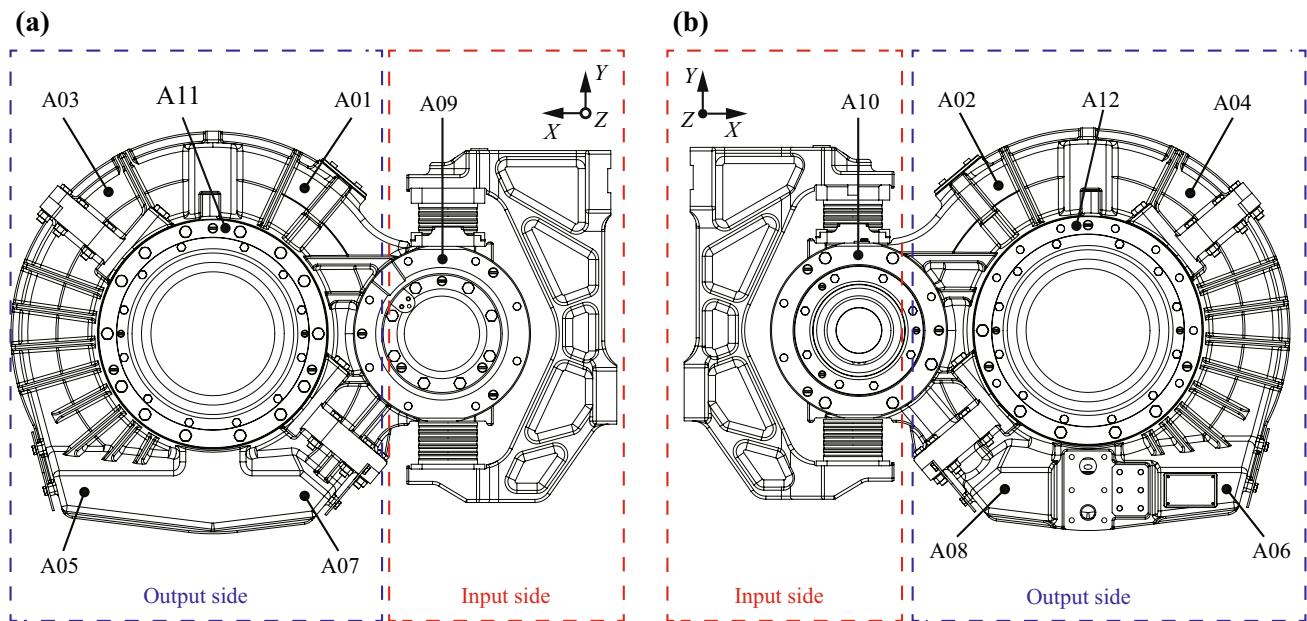 (a)
(b)
A03
A11
A01
A09
Y
X
Z
Y
Z
X
A10
A02
A12
A04
A05
A07
A08
A06
Output side
Input side
Input side
Output side